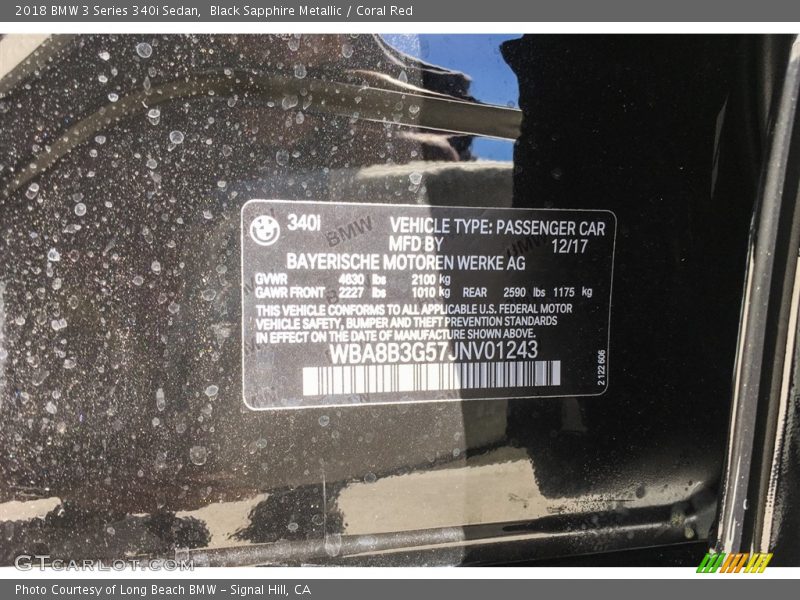 2018 BMW 3 Series 340i Sedan, Black Sapphire Metallic / Coral Red
340i VEHICLE TYPE: PASSENGER CAR
MFD BY 12/17
BAYERISCHE MOTOREN WERKE AG
GVWR 4630 lbs 2100 kg
GAWR FRONT 2227 lbs 1010 kg REAR 2590 lbs 1175 kg
THIS VEHICLE CONFORMS TO ALL APPLICABLE U.S. FEDERAL MOTOR
VEHICLE SAFETY, BUMPER AND THEFT PREVENTION STANDARDS
IN EFFECT ON THE DATE OF MANUFACTURE SHOWN ABOVE.
WBA8B3G57JNV01243
2 122 606
GTcarlot.com
Photo Courtesy of Long Beach BMW – Signal Hill, CA